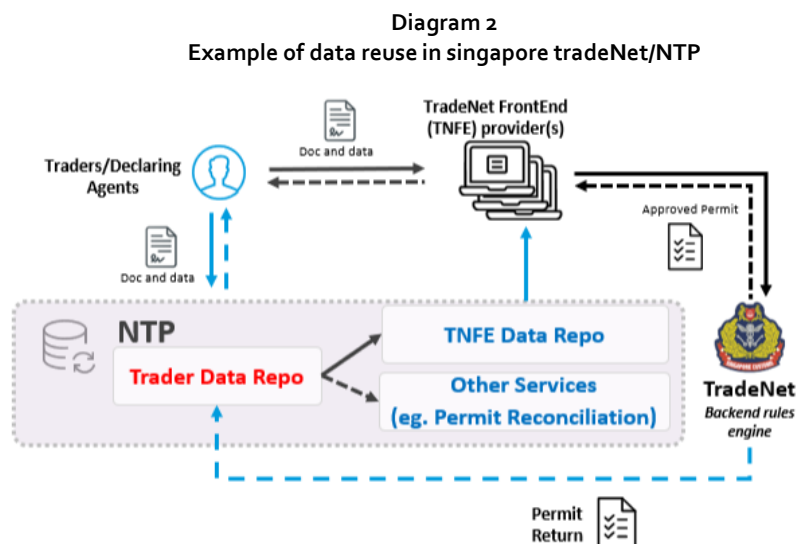 Diagram 2
Example of data reuse in singapore tradeNet/NTP
TradeNet FrontEnd
(TNFE) provider(s)
Doc and data
Traders/Declaring
Agents
Approved Permit
Doc and data
NTP
Trader Data Repo
TNFE Data Repo
Other Services
(eg. Permit Reconciliation)
TradeNet
Backend rules
engine
Permit
Return